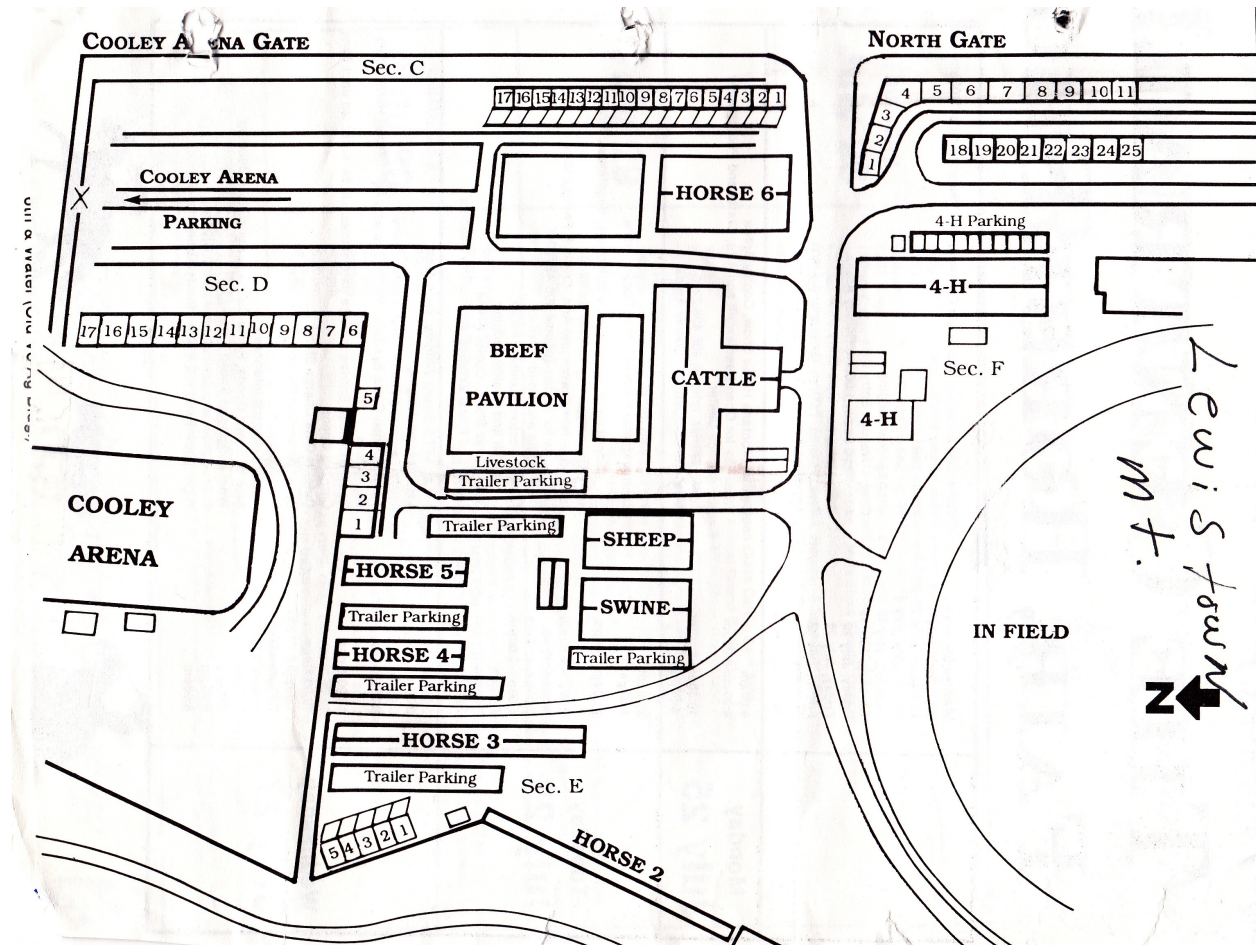 COOLEY ARENA GATE
NORTH GATE
Sec. C
17 16 15 14 13 12 11 10 9 8 7 6 5 4 3 2 1
4 5 6 7 8 9 10 11
3
2
1
18 19 20 21 22 23 24 25
COOLEY ARENA
PARKING
X
HORSE 6
4-H Parking
4-H
Sec. D
17 16 15 14 13 12 11 10 9 8 7 6
5
4
3
2
1
BEEF
PAVILION
CATTLE
Sec. F
4-H
Livestock
Trailer Parking
Trailer Parking
SHEEP
SWINE
Trailer Parking
COOLEY
ARENA
HORSE 5
Trailer Parking
HORSE 4
Trailer Parking
HORSE 3
Trailer Parking
Sec. E
5 4 3 2 1
HORSE 2
IN FIELD
Lewistown
mt.
N